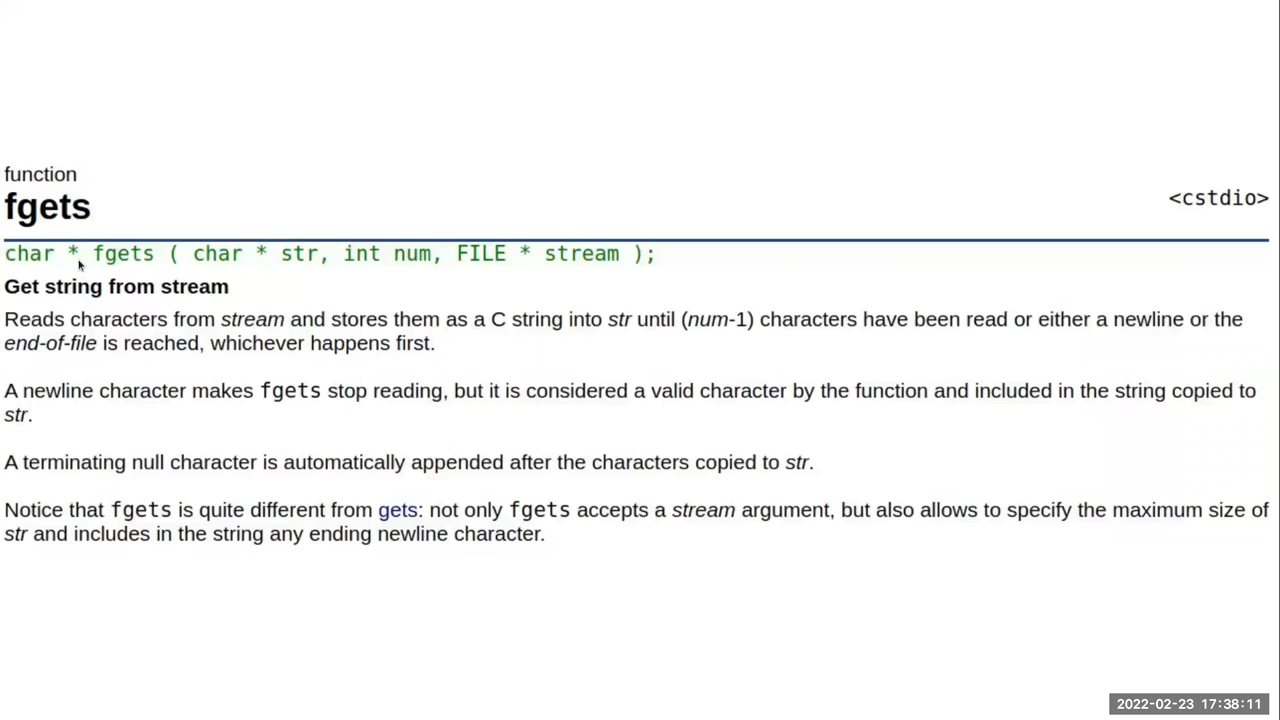 function
fgets
<cstdio>
char * fgets ( char * str, int num, FILE * stream );
Get string from stream
Reads characters from stream and stores them as a C string into str until (num-1) characters have been read or either a newline or the
end-of-file is reached, whichever happens first.
A newline character makes fgets stop reading, but it is considered a valid character by the function and included in the string copied to
str.
A terminating null character is automatically appended after the characters copied to str.
Notice that fgets is quite different from gets: not only fgets accepts a stream argument, but also allows to specify the maximum size of
str and includes in the string any ending newline character.
2022-02-23 17:38:11